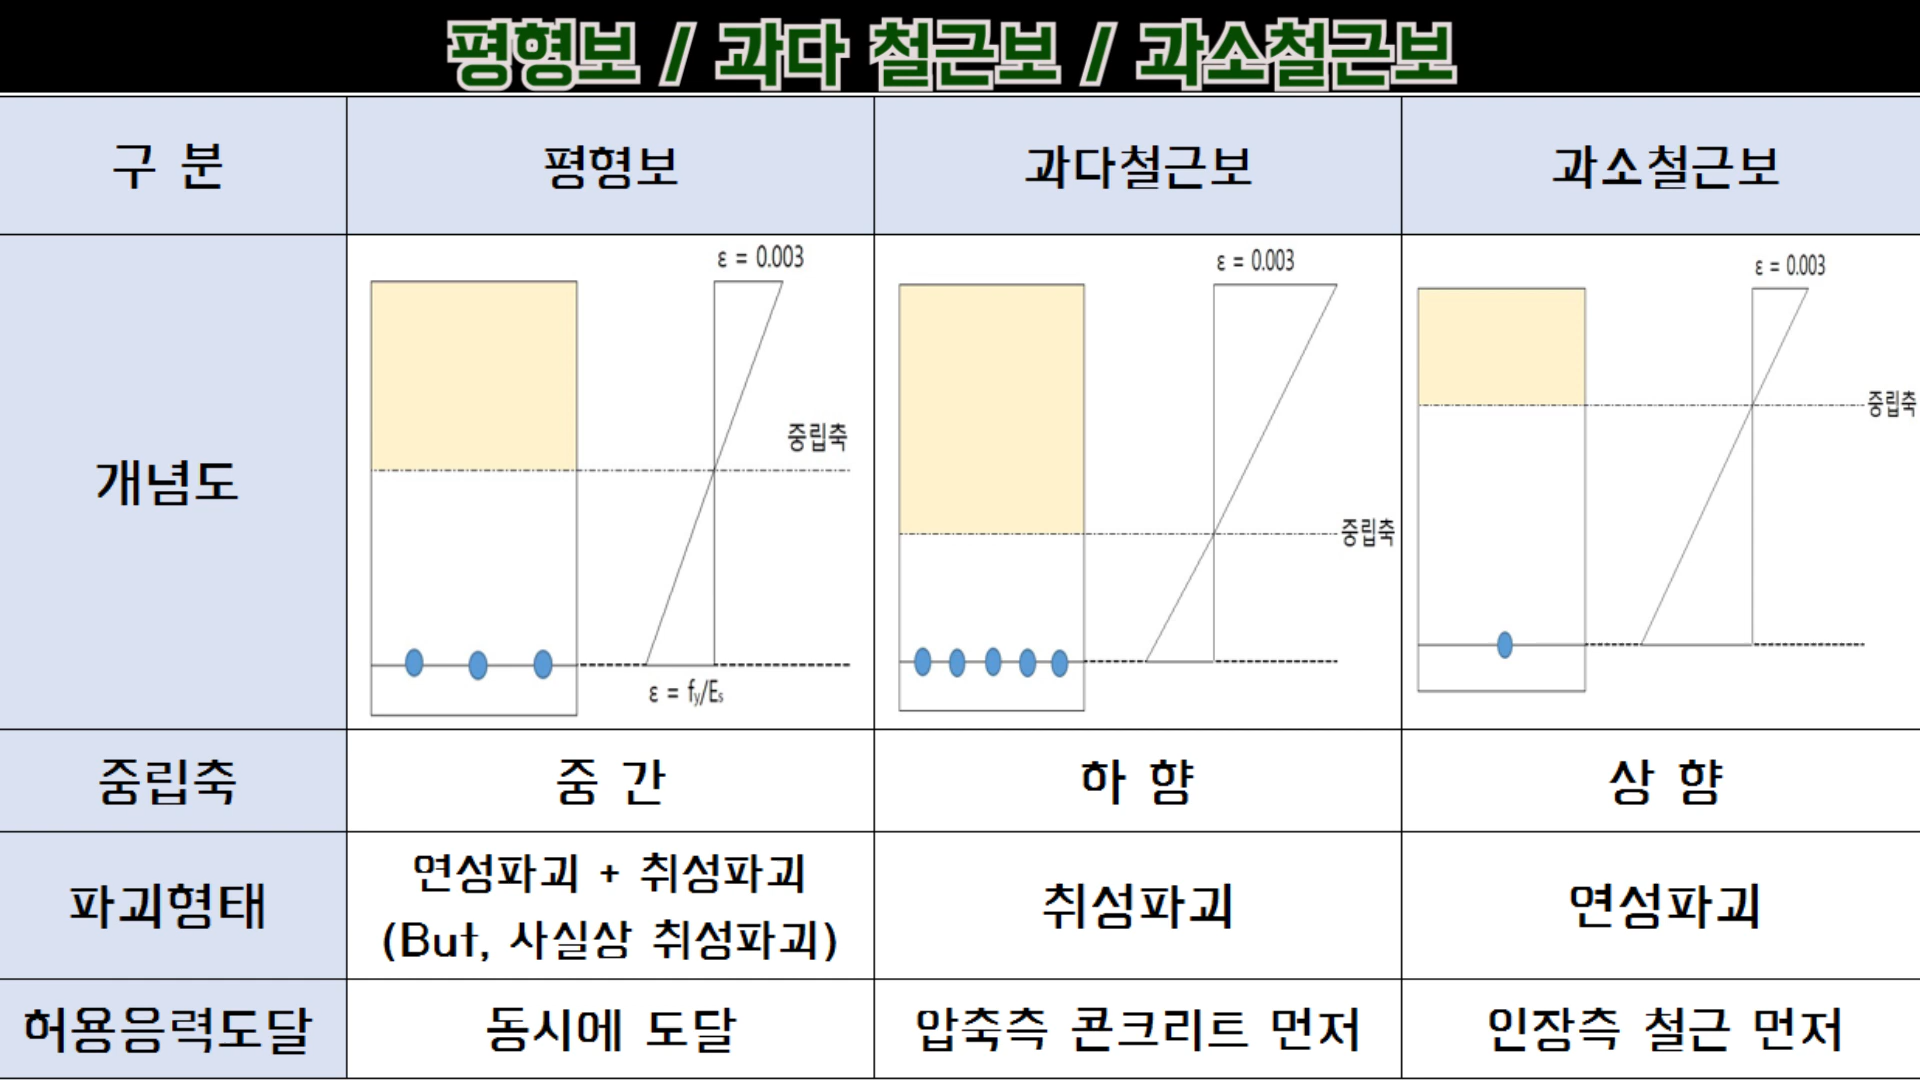 평형보 / 과다 철근보 / 과소철근보
구 분
평형보
과다철근보
과소철근보
개념도
ε = 0.003
중립축
ε = fy/Es
ε = 0.003
중립축
ε = 0.003
중립축
중립축
중 간
하 향
상 향
파괴형태
연성파괴 + 취성파괴
(But, 사실상 취성파괴)
취성파괴
연성파괴
허용응력도달
동시에 도달
압축측 콘크리트 먼저
인장측 철근 먼저